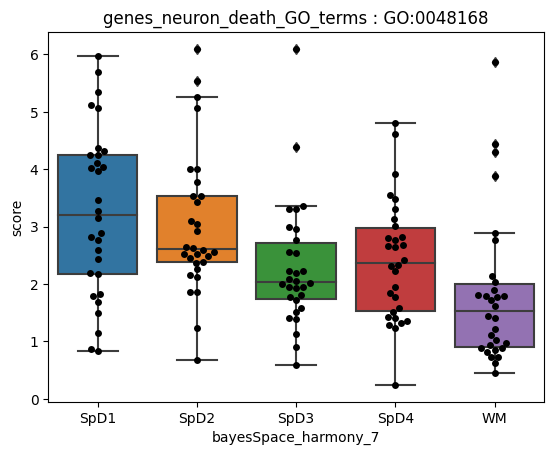 genes_neuron_death_GO_terms : GO:0048168
score
6
5
4
3
2
1
0
SpD1 SpD2 SpD3 SpD4 WM
bayesSpace_harmony_7